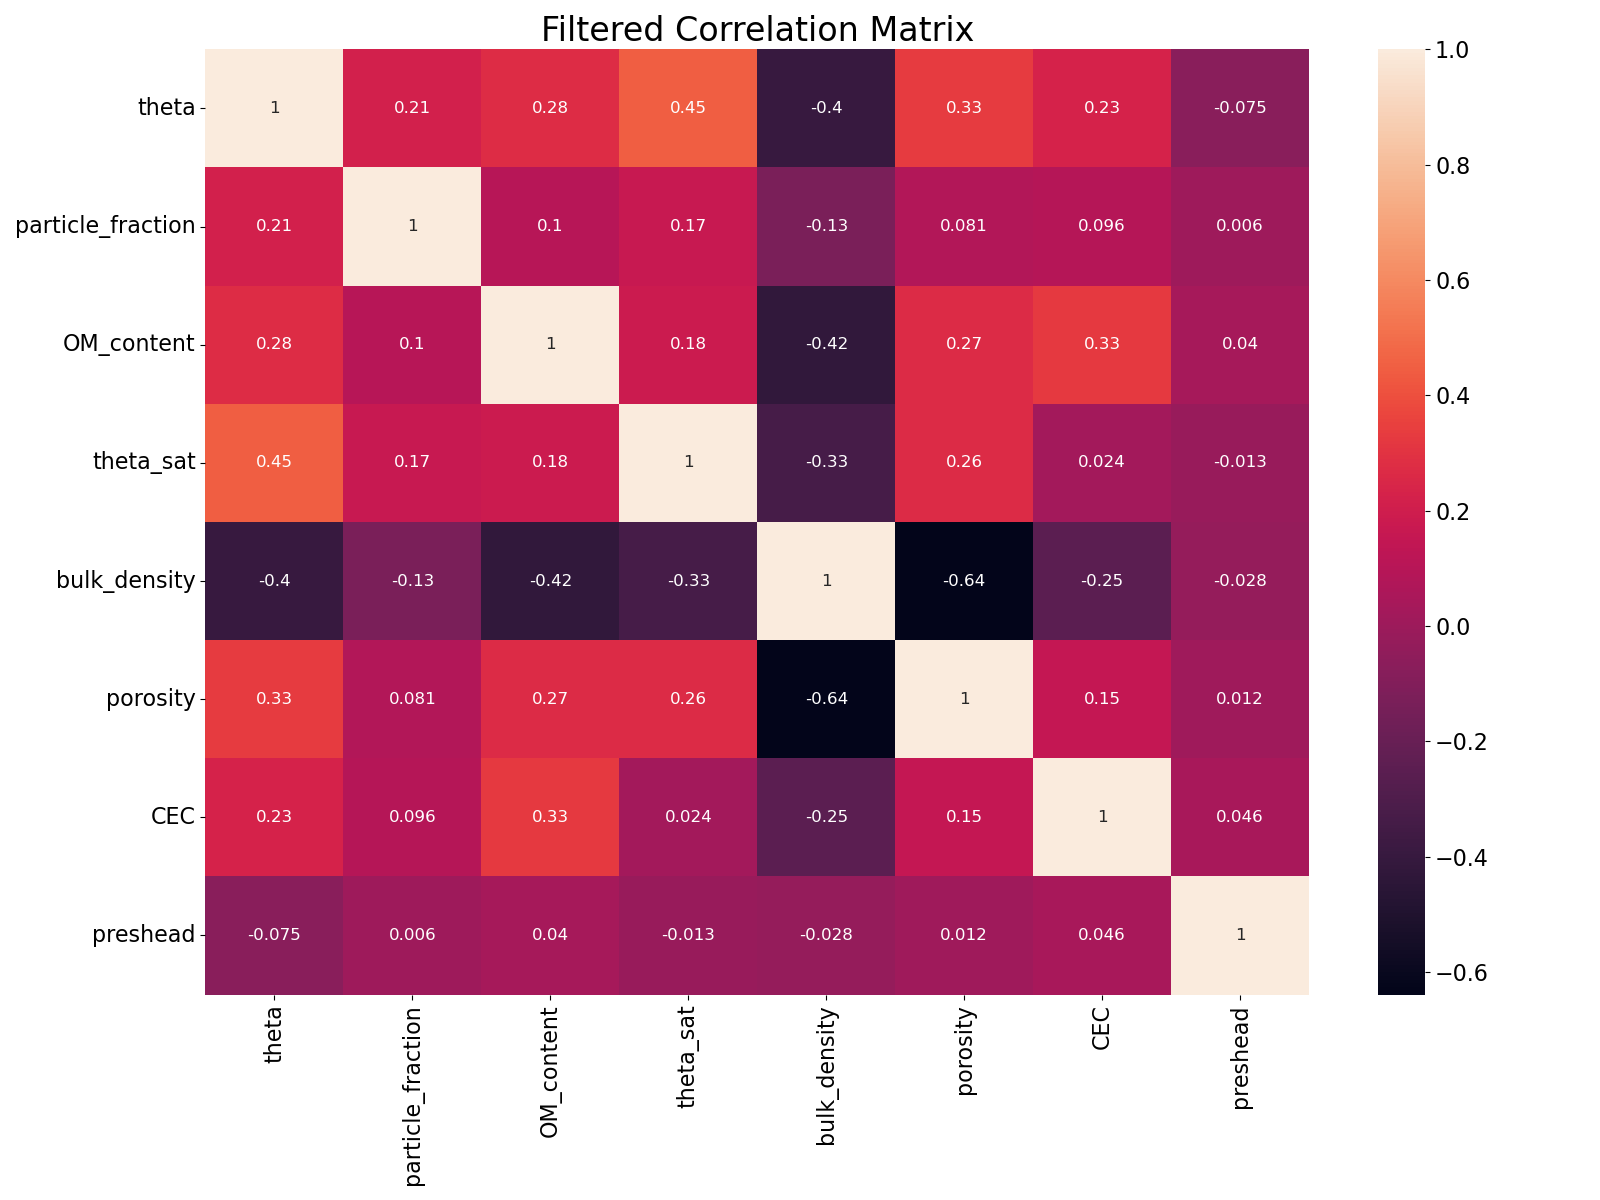 Filtered Correlation Matrix
theta 1 0.21 0.28 0.45 -0.4 0.33 0.23 -0.075
particle_fraction 0.21 1 0.1 0.17 -0.13 0.081 0.096 0.006
OM_content 0.28 0.1 1 0.18 -0.42 0.27 0.33 0.04
theta_sat 0.45 0.17 0.18 1 -0.33 0.26 0.024 -0.013
bulk_density -0.4 -0.13 -0.42 -0.33 1 -0.64 -0.25 -0.028
porosity 0.33 0.081 0.27 0.26 -0.64 1 0.15 0.012
CEC 0.23 0.096 0.33 0.024 -0.25 0.15 1 0.046
preshead -0.075 0.006 0.04 -0.013 -0.028 0.012 0.046 1
theta
particle_fraction
OM_content
theta_sat
bulk_density
porosity
CEC
preshead
1.0
0.8
0.6
0.4
0.2
0.0
−0.2
−0.4
−0.6